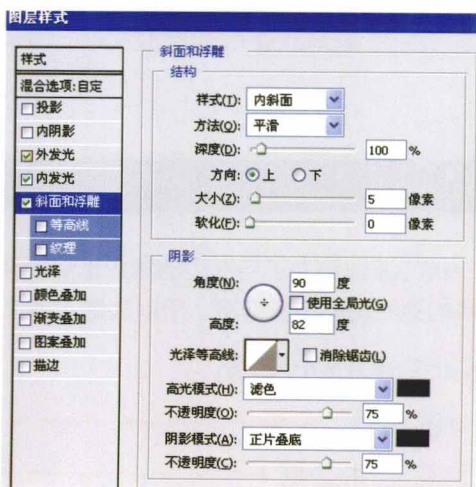 图层样式
样式
混合选项:自定
投影
内阴影
外发光
内发光
斜面和浮雕
等高线
纹理
光泽
颜色叠加
渐变叠加
图案叠加
描边
斜面和浮雕
结构
样式(T): 内斜面
方法(Q): 平滑
深度(D): 100 %
方向: 上 下
大小(Z): 5 像素
软化(F): 0 像素
阴影
角度(N): 90 度
使用全局光(G)
高度: 82 度
光泽等高线: 消除锯齿(L)
高光模式(H): 滤色
不透明度(O): 75 %
阴影模式(A): 正片叠底
不透明度(C): 75 %